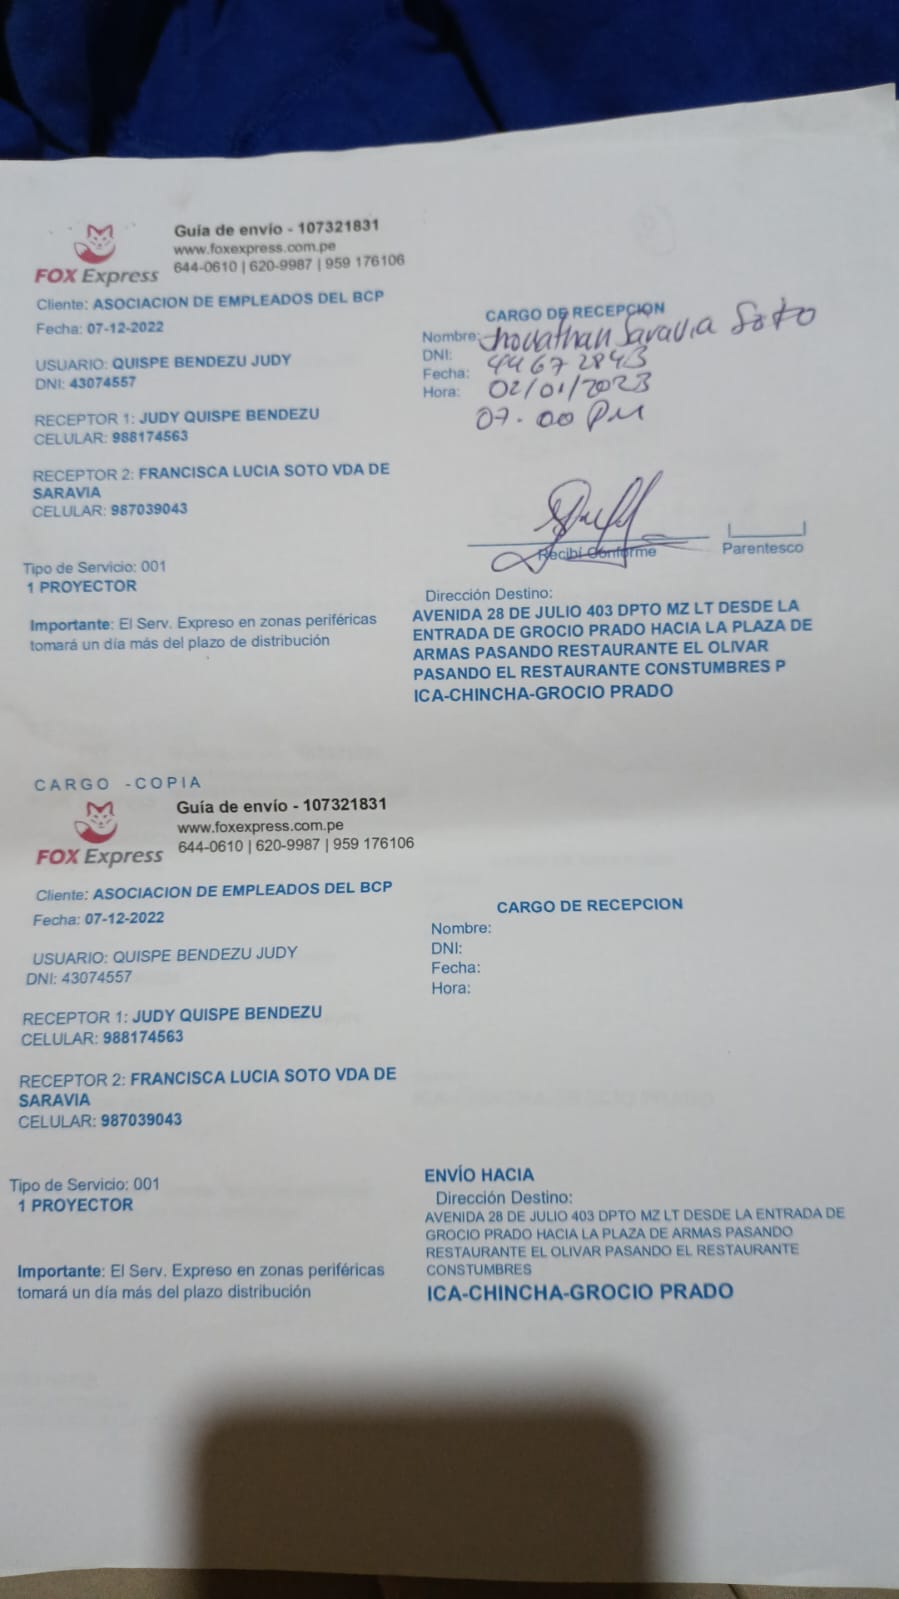 Guia de envío - 107321831
www.foxexpress.com.pe
644-0610 | 620-9987 | 959 176106
FOX Express
Cliente: ASOCIACION DE EMPLEADOS DEL BCP
Fecha: 07-12-2022
USUARIO: QUISPE BENDEZU JUDY
DNI: 43074557
RECEPTOR 1: JUDY QUISPE BENDEZU
CELULAR: 988174563
RECEPTOR 2: FRANCISCA LUCIA SOTO VDA DE
SARAVIA
CELULAR: 987039043
Tipo de Servicio: 001
1 PROYECTOR
Importante: El Serv. Expreso en zonas periféricas
tomará un día más del plazo de distribución
CARGO DE RECEPCION
Nombre: Jhonathan Saravia Soto
DNI: 44672843
Fecha: 02/01/2023
Hora: 07.00 PM
Recibí Conforme
Parentesco
Dirección Destino:
AVENIDA 28 DE JULIO 403 DPTO MZ LT DESDE LA
ENTRADA DE GROCIO PRADO HACIA LA PLAZA DE
ARMAS PASANDO RESTAURANTE EL OLIVAR
PASANDO EL RESTAURANTE CONSTUMBRES P
ICA-CHINCHA-GROCIO PRADO
CARGO -COPIA
Guía de envío - 107321831
www.foxexpress.com.pe
644-0610 | 620-9987 | 959 176106
FOX Express
Cliente: ASOCIACION DE EMPLEADOS DEL BCP
Fecha: 07-12-2022
USUARIO: QUISPE BENDEZU JUDY
DNI: 43074557
RECEPTOR 1: JUDY QUISPE BENDEZU
CELULAR: 988174563
RECEPTOR 2: FRANCISCA LUCIA SOTO VDA DE
SARAVIA
CELULAR: 987039043
Tipo de Servicio: 001
1 PROYECTOR
Importante: El Serv. Expreso en zonas periféricas
tomará un día más del plazo distribución
CARGO DE RECEPCION
Nombre:
DNI:
Fecha:
Hora:
ENVÍO HACIA
Dirección Destino:
AVENIDA 28 DE JULIO 403 DPTO MZ LT DESDE LA ENTRADA DE
GROCIO PRADO HACIA LA PLAZA DE ARMAS PASANDO
RESTAURANTE EL OLIVAR PASANDO EL RESTAURANTE
CONSTUMBRES
ICA-CHINCHA-GROCIO PRADO